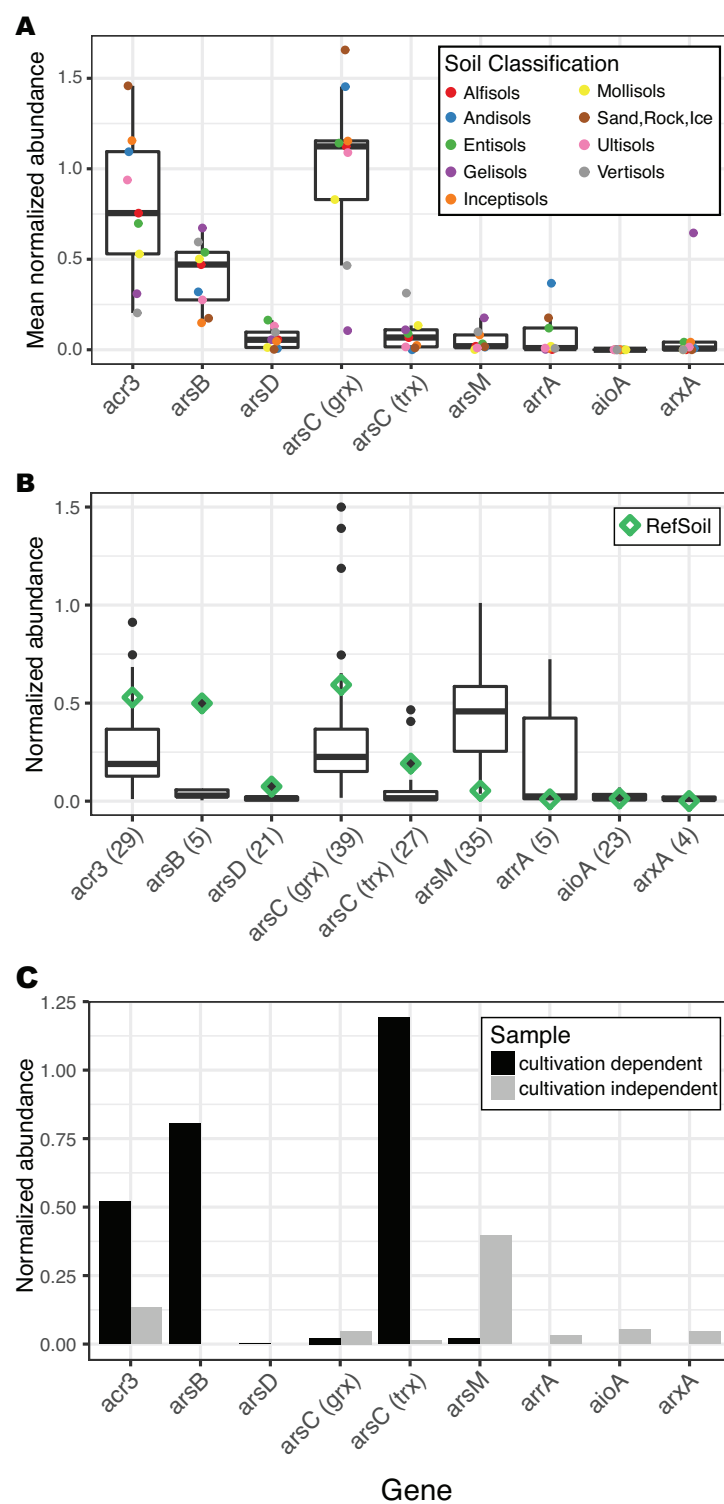 A
Mean normalized abundance
1.5
1.0
0.5
0.0
Soil Classification
Alfisols
Andisols
Entisols
Gelisols
Inceptisols
Mollisols
Sand,Rock,Ice
Ultisols
Vertisols
acr3
arsB
arsD
arsC (grx)
arsC (trx)
arsM
arrA
aioA
arxA
B
Normalized abundance
1.5
1.0
0.5
0.0
RefSoil
acr3 (29)
arsB (5)
arsD (21)
arsC (grx) (39)
arsC (trx) (27)
arsM (35)
arrA (5)
aioA (23)
arxA (4)
C
Normalized abundance
1.25
1.00
0.75
0.50
0.25
0.00
Sample
cultivation dependent
cultivation independent
acr3
arsB
arsD
arsC (grx)
arsC (trx)
arsM
arrA
aioA
arxA
Gene